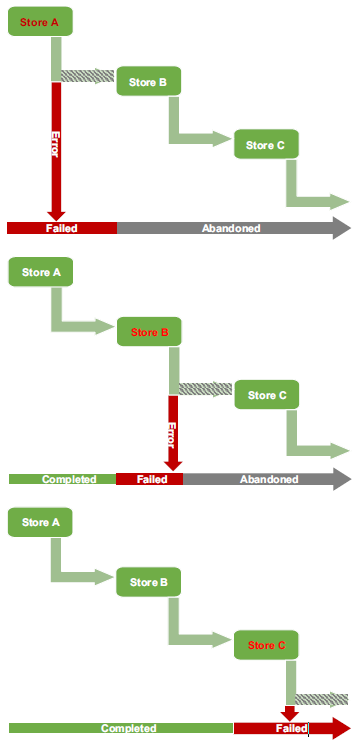 Store A
Store B
Store C
Error
Failed
Abandoned
Store A
Store B
Store C
Error
Completed
Failed
Abandoned
Store A
Store B
Store C
Completed
Failed